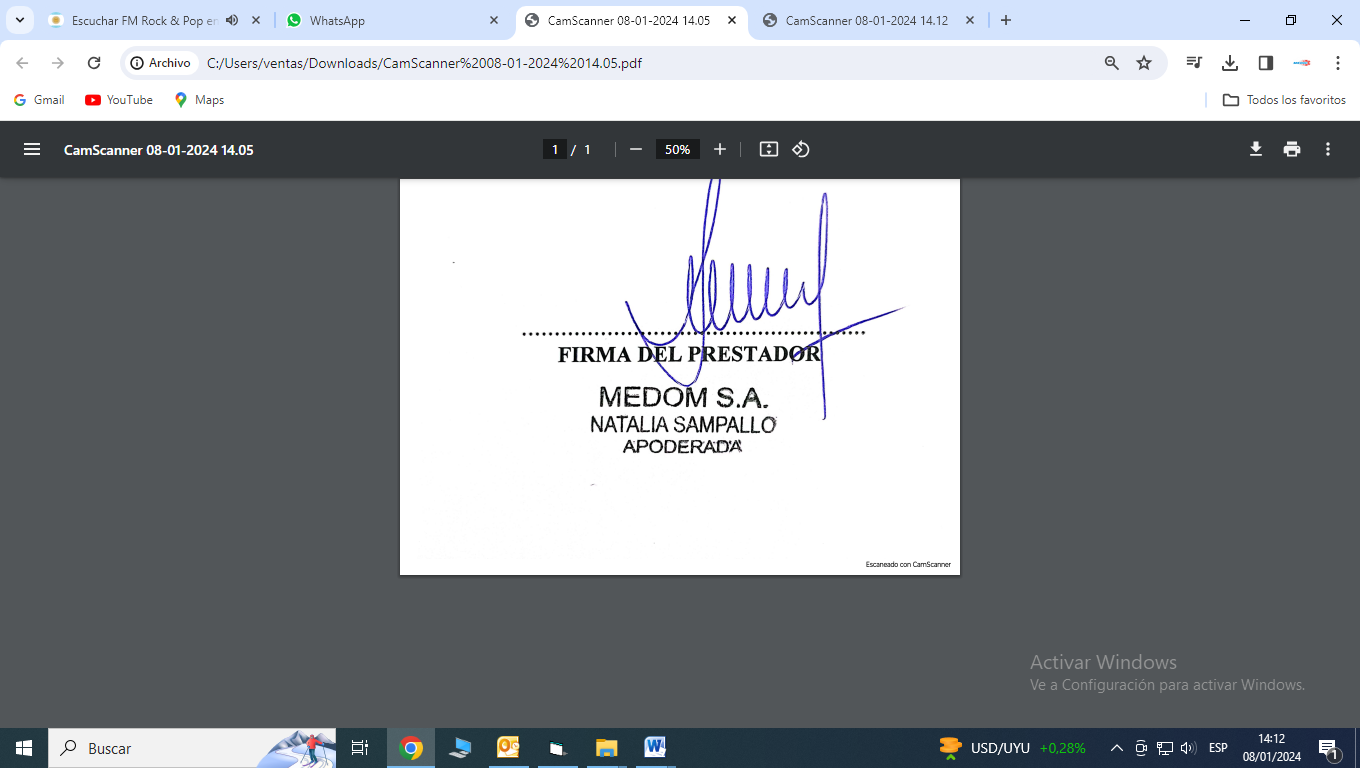 Escuchar FM Rock & Pop en
WhatsApp
CamScanner 08-01-2024 14.05
CamScanner 08-01-2024 14.12
Archivo
C:/Users/ventas/Downloads/CamScanner%2008-01-2024%2014.05.pdf
Gmail
YouTube
Maps
Todos los favoritos
CamScanner 08-01-2024 14.05
1 / 1
50%
FIRMA DEL PRESTADOR
MEDOM S.A.
NATALIA SAMPALLO
APODERADA
Escaneado con CamScanner
Activar Windows
Ve a Configuración para activar Windows.
Buscar
USD/UYU +0,28%
ESP
14:12
08/01/2024
1